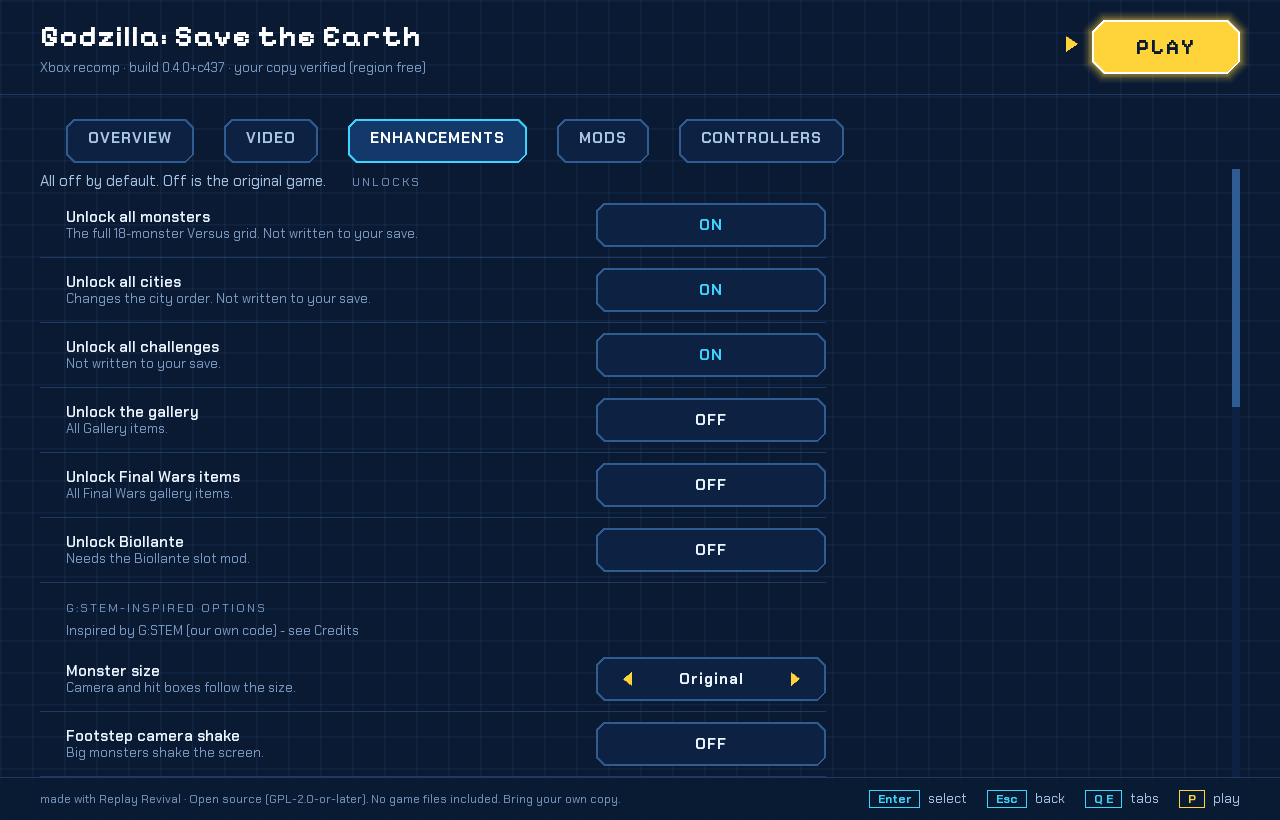 Godzilla: Save the Earth
Xbox recomp · build 0.4.0+c437 · your copy verified (region free)
PLAY
OVERVIEW VIDEO ENHANCEMENTS MODS CONTROLLERS
All off by default. Off is the original game. UNLOCKS
Unlock all monsters
The full 18-monster Versus grid. Not written to your save.
ON
Unlock all cities
Changes the city order. Not written to your save.
ON
Unlock all challenges
Not written to your save.
ON
Unlock the gallery
All Gallery items.
OFF
Unlock Final Wars items
All Final Wars gallery items.
OFF
Unlock Biollante
Needs the Biollante slot mod.
OFF
G:STEM-INSPIRED OPTIONS
Inspired by G:STEM (our own code) - see Credits
Monster size
Camera and hit boxes follow the size.
Original
Footstep camera shake
Big monsters shake the screen.
OFF
made with Replay Revival · Open source (GPL-2.0-or-later). No game files included. Bring your own copy.
Enter select Esc back Q E tabs P play